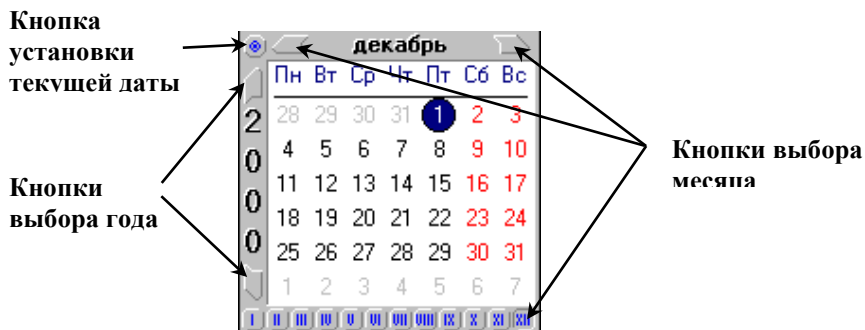 Кнопка
установки
текущей даты
декабрь
Пн Вт Ср Чт Пт Сб Вс
28 29 30 31 1 2 3
4 5 6 7 8 9 10
11 12 13 14 15 16 17
18 19 20 21 22 23 24
25 26 27 28 29 30 31
1 2 3 4 5 6 7
2
0
0
0
I II III IV V VI VII VIII IX X XI XII
Кнопки
выбора года
Кнопки выбора
месяца